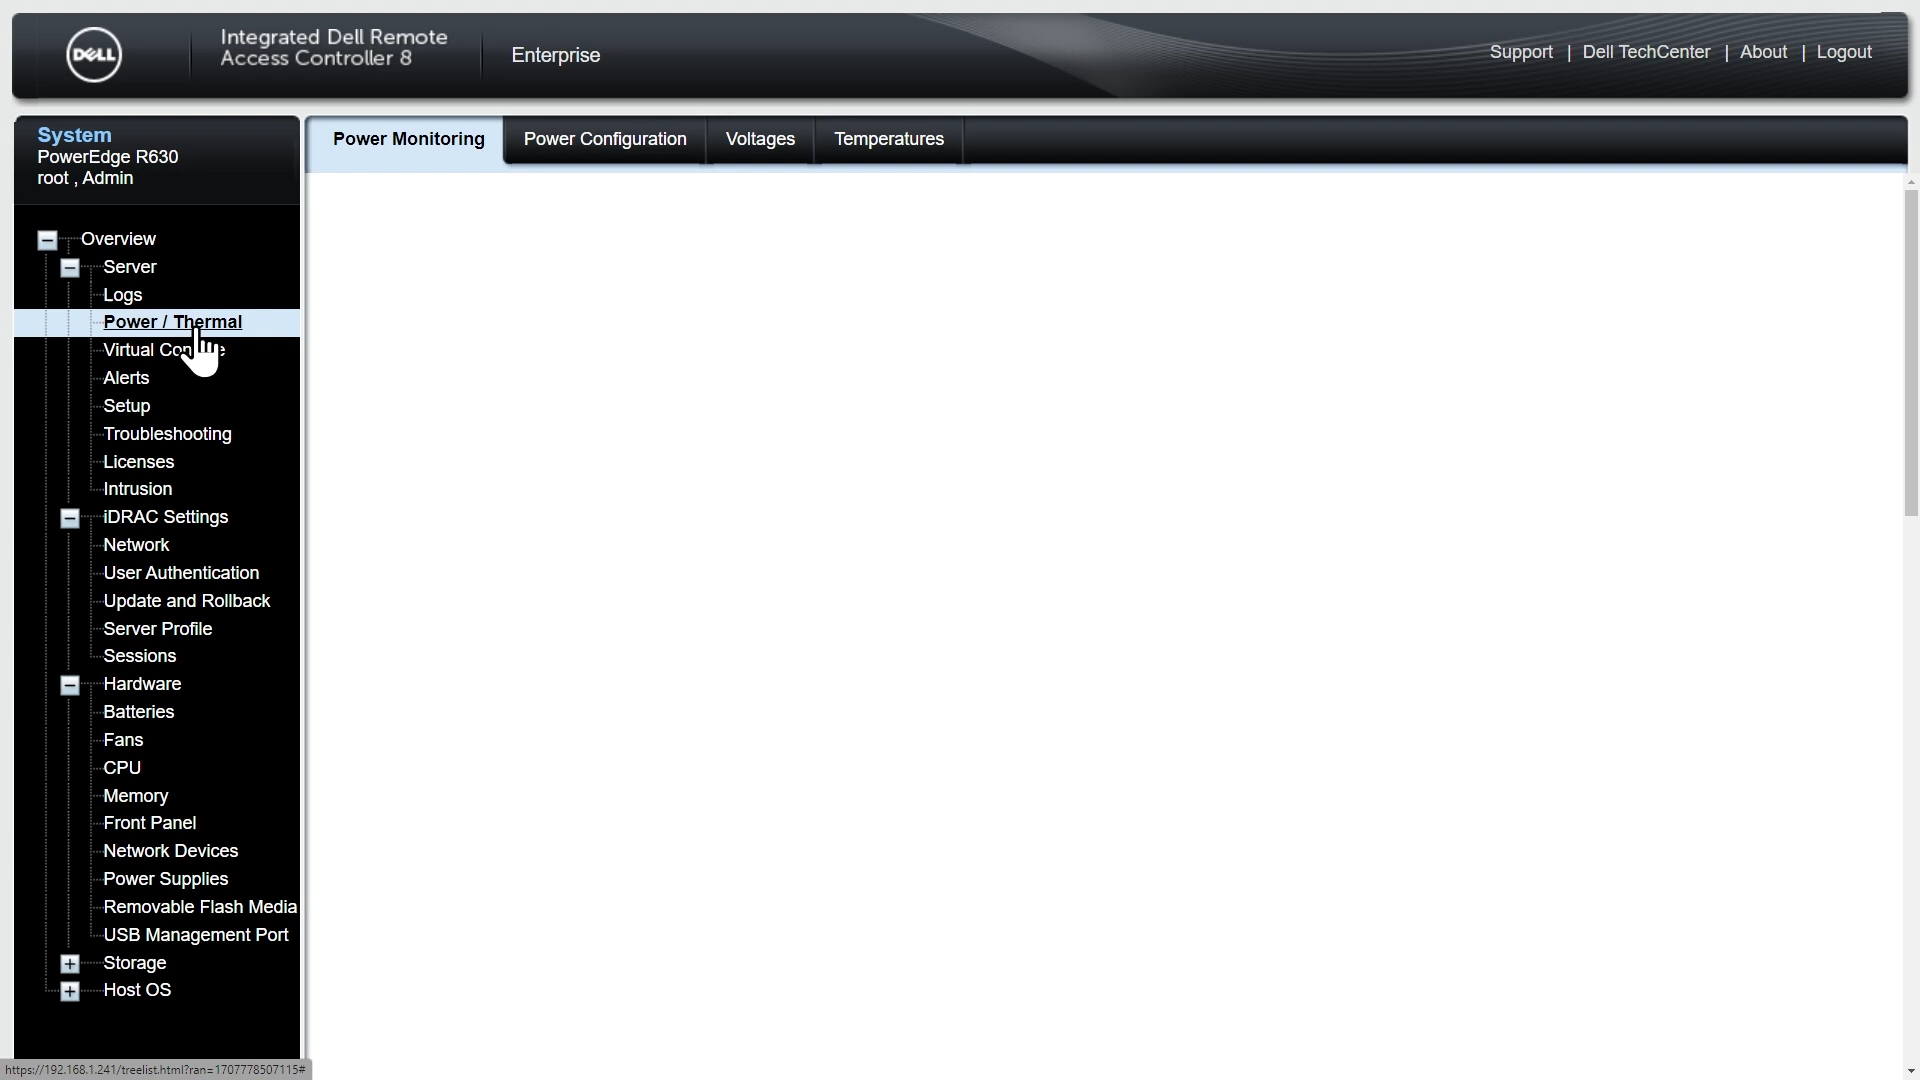 DELL
Integrated Dell Remote
Access Controller 8
Enterprise
Support | Dell TechCenter | About | Logout
System
PowerEdge R630
root , Admin
Power Monitoring
Power Configuration
Voltages
Temperatures
Overview
Server
Logs
Power / Thermal
Virtual
Alerts
Setup
Troubleshooting
Licenses
Intrusion
iDRAC Settings
Network
User Authentication
Update and Rollback
Server Profile
Sessions
Hardware
Batteries
Fans
CPU
Memory
Front Panel
Network Devices
Power Supplies
Removable Flash Media
USB Management Port
Storage
Host OS
https://192.168.1.241/treelist.html?ran=1707778507115#